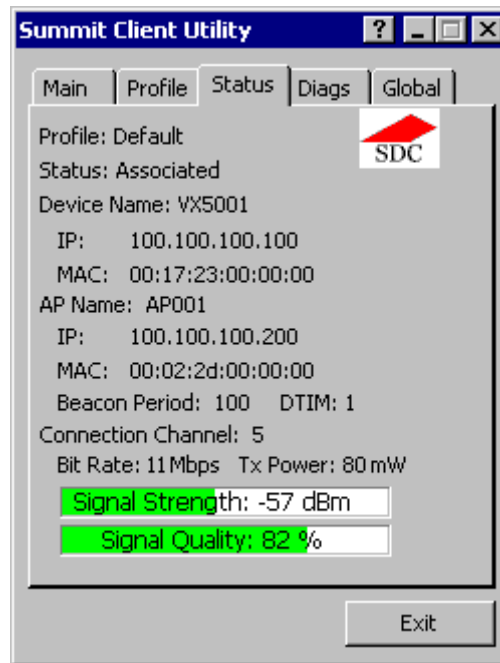 Summit Client Utility ?
Main Profile Status Diags Global
SDC
Profile: Default
Status: Associated
Device Name: VX5001
IP: 100.100.100.100
MAC: 00:17:23:00:00:00
AP Name: AP001
IP: 100.100.100.200
MAC: 00:02:2d:00:00:00
Beacon Period: 100 DTIM: 1
Connection Channel: 5
Bit Rate: 11 Mbps Tx Power: 80 mW
Signal Strength: -57 dBm
Signal Quality: 82 %
Exit